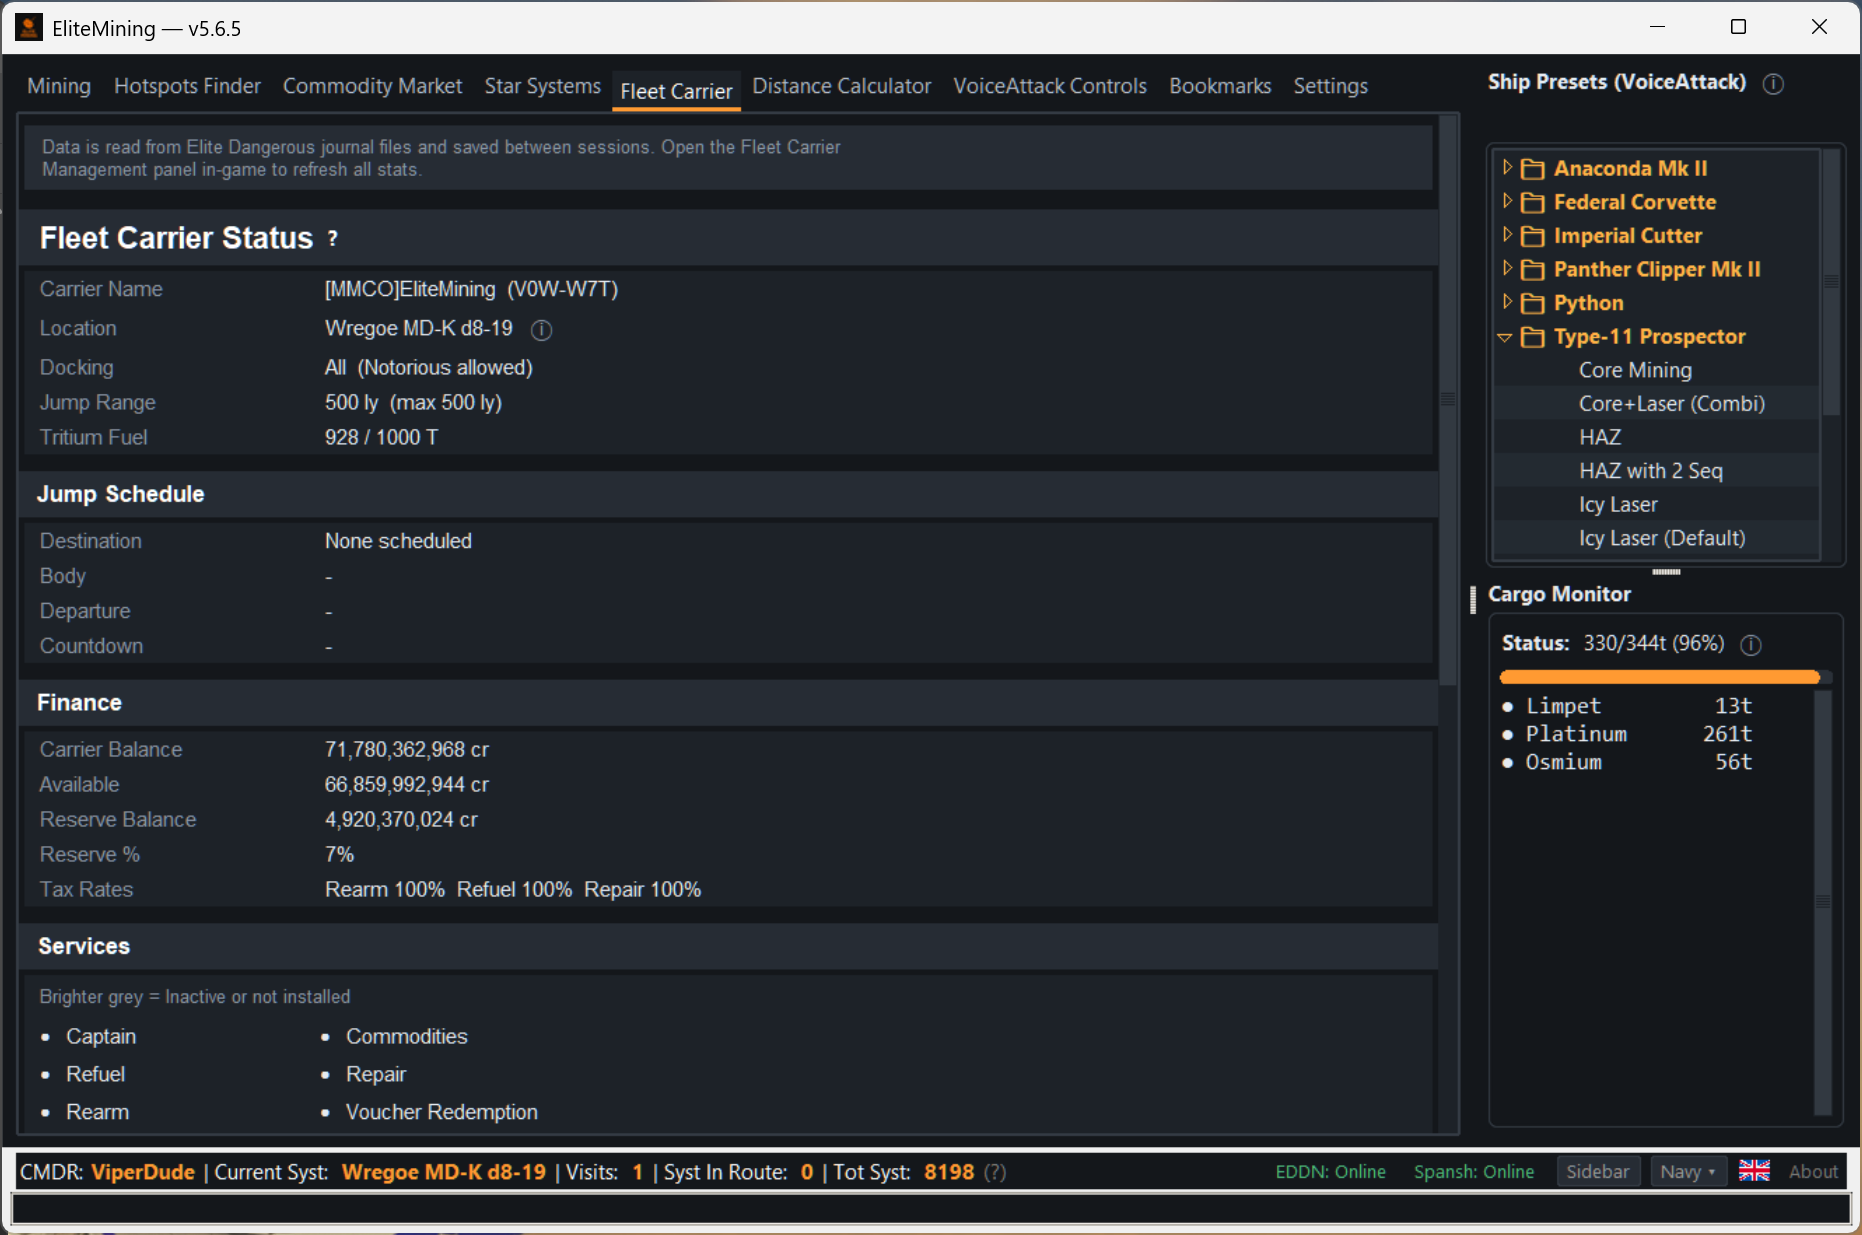 EliteMining — v5.6.5
Mining Hotspots Finder Commodity Market Star Systems Fleet Carrier Distance Calculator VoiceAttack Controls Bookmarks Settings
Data is read from Elite Dangerous journal files and saved between sessions. Open the Fleet Carrier
Management panel in-game to refresh all stats.
Fleet Carrier Status ?
Carrier Name [MMCO]EliteMining (V0W-W7T)
Location Wregoe MD-K d8-19
Docking All (Notorious allowed)
Jump Range 500 ly (max 500 ly)
Tritium Fuel 928 / 1000 T
Jump Schedule
Destination None scheduled
Body -
Departure -
Countdown -
Finance
Carrier Balance 71,780,362,968 cr
Available 66,859,992,944 cr
Reserve Balance 4,920,370,024 cr
Reserve % 7%
Tax Rates Rearm 100% Refuel 100% Repair 100%
Services
Brighter grey = Inactive or not installed
• Captain • Commodities
• Refuel • Repair
• Rearm • Voucher Redemption
Ship Presets (VoiceAttack)
Anaconda Mk II
Federal Corvette
Imperial Cutter
Panther Clipper Mk II
Python
Type-11 Prospector
Core Mining
Core+Laser (Combi)
HAZ
HAZ with 2 Seq
Icy Laser
Icy Laser (Default)
Cargo Monitor
Status: 330/344t (96%)
• Limpet 13t
• Platinum 261t
• Osmium 56t
CMDR: ViperDude | Current Syst: Wregoe MD-K d8-19 | Visits: 1 | Syst In Route: 0 | Tot Syst: 8198 (?)
EDDN: Online Spansh: Online Sidebar Navy About